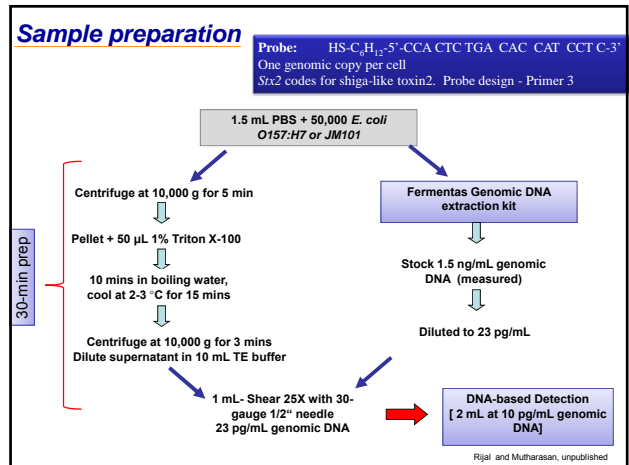 Sample preparation
Probe: HS-C6H12-5'-CCA CTC TGA CAC CAT CCT C-3'
One genomic copy per cell
Stx2 codes for shiga-like toxin2. Probe design - Primer 3
1.5 mL PBS + 50,000 E. coli
O157:H7 or JM101
30-min prep
Centrifuge at 10,000 g for 5 min
Pellet + 50 µL 1% Triton X-100
10 mins in boiling water,
cool at 2-3 °C for 15 mins
Centrifuge at 10,000 g for 3 mins
Dilute supernatant in 10 mL TE buffer
Fermentas Genomic DNA
extraction kit
Stock 1.5 ng/mL genomic
DNA (measured)
Diluted to 23 pg/mL
1 mL- Shear 25X with 30-
gauge 1/2“ needle
23 pg/mL genomic DNA
DNA-based Detection
[ 2 mL at 10 pg/mL genomic
DNA]
Rijal and Mutharasan, unpublished